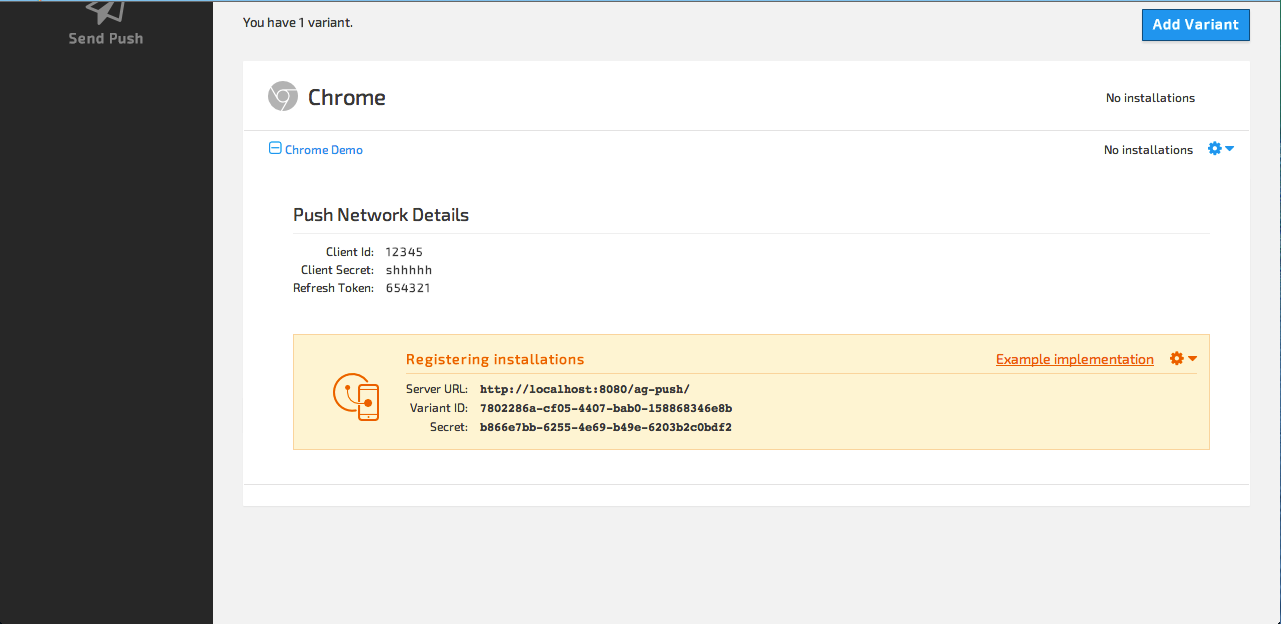 Send Push
You have 1 variant.
Add Variant
Chrome
No installations
Chrome Demo
No installations
Push Network Details
Client Id: 12345
Client Secret: shhhhh
Refresh Token: 654321
Registering installations
Example implementation
Server URL: http://localhost:8080/ag-push/
Variant ID: 7802286a-cf05-4407-bab0-158868346e8b
Secret: b866e7bb-6255-4e69-b49e-6203b2c0bdf2